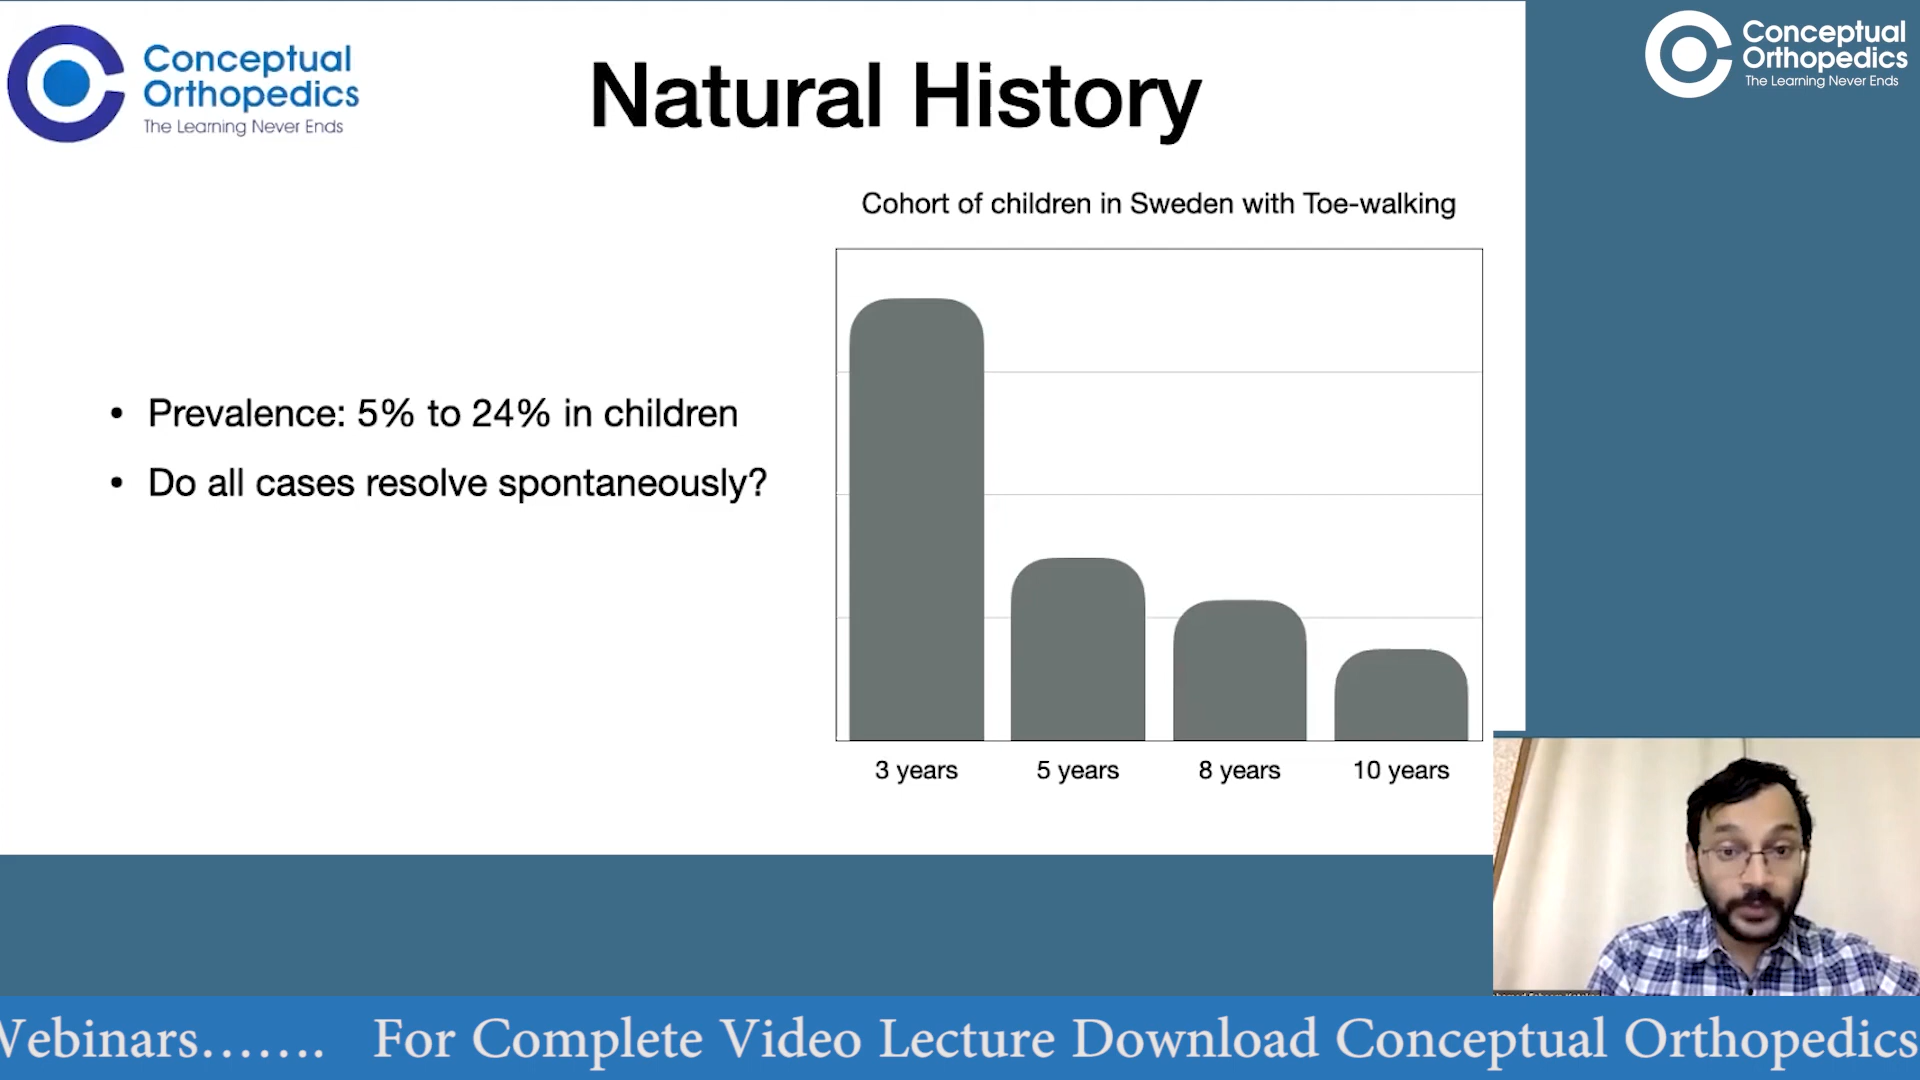 Conceptual
Orthopedics
The Learning Never Ends
Natural History
Conceptual
Orthopedics
The Learning Never Ends
Cohort of children in Sweden with Toe-walking
• Prevalence: 5% to 24% in children
• Do all cases resolve spontaneously?
3 years 5 years 8 years 10 years
Webinars....... For Complete Video Lecture Download Conceptual Orthopedics